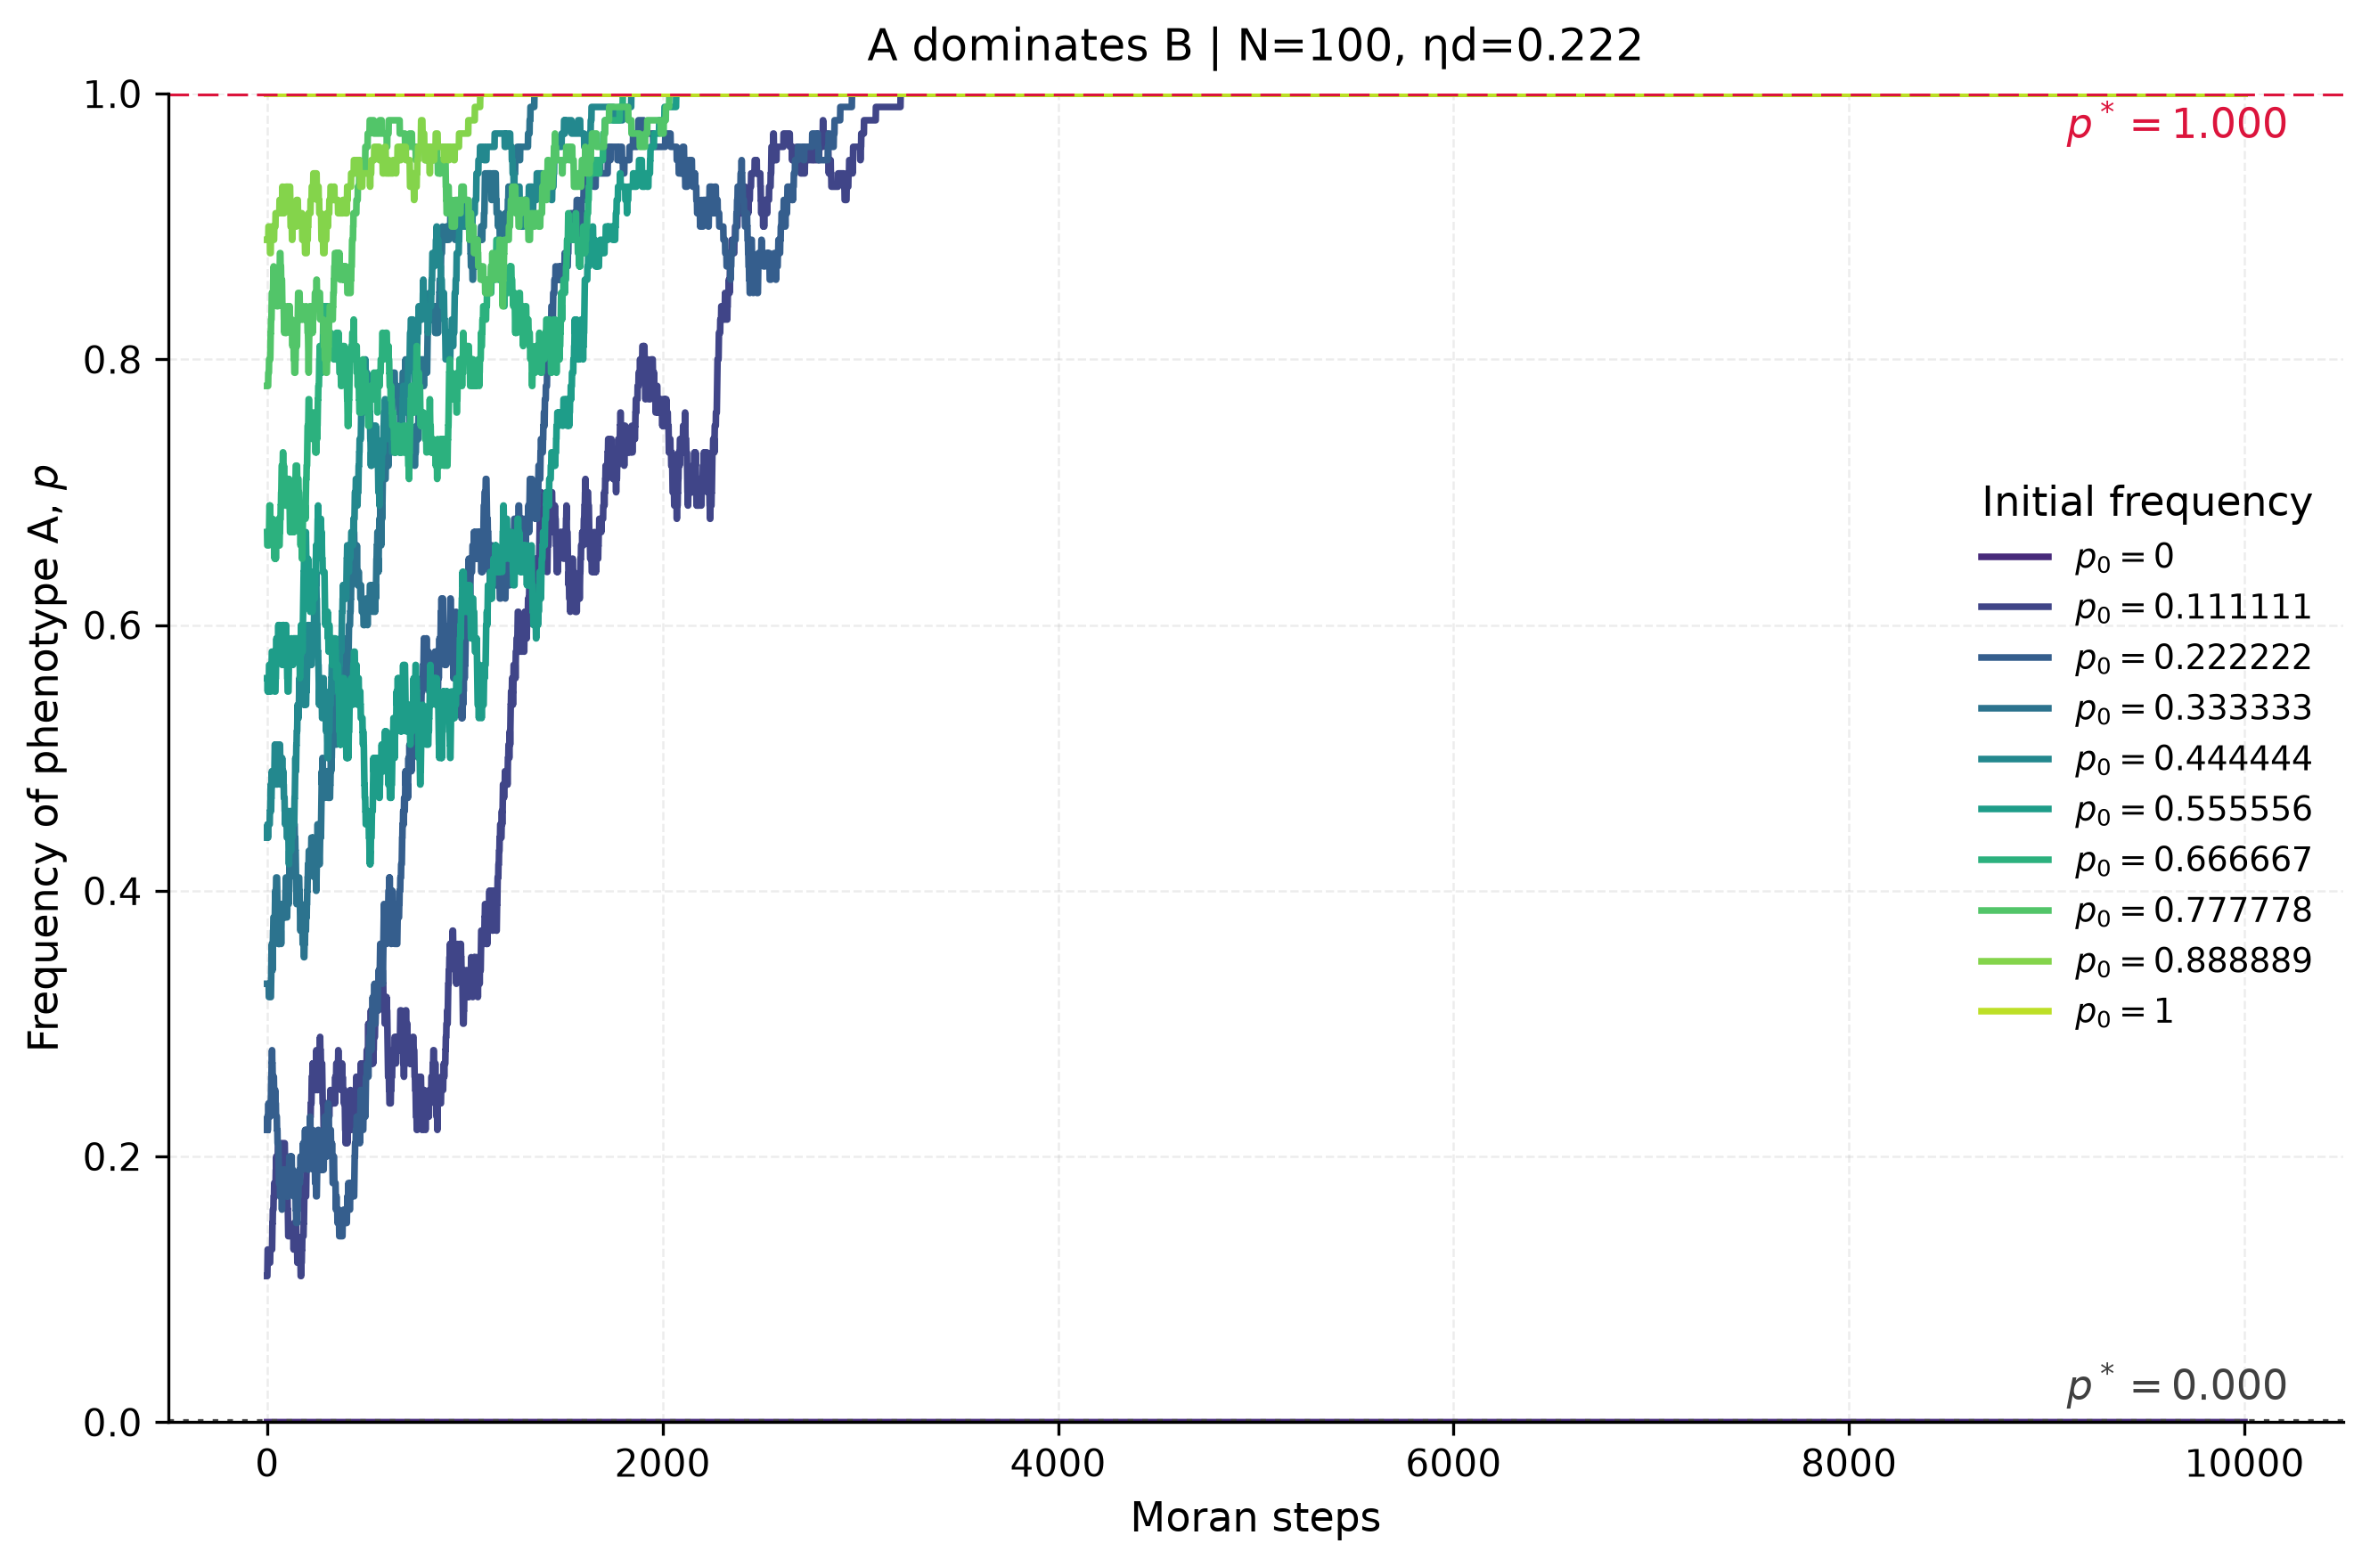 A dominates B | N=100, ηd=0.222
1.0
0.8
0.6
0.4
0.2
0.0
Frequency of phenotype A, p
p* = 1.000
Initial frequency
p₀ = 0
p₀ = 0.111111
p₀ = 0.222222
p₀ = 0.333333
p₀ = 0.444444
p₀ = 0.555556
p₀ = 0.666667
p₀ = 0.777778
p₀ = 0.888889
p₀ = 1
p* = 0.000
0 2000 4000 6000 8000 10000
Moran steps